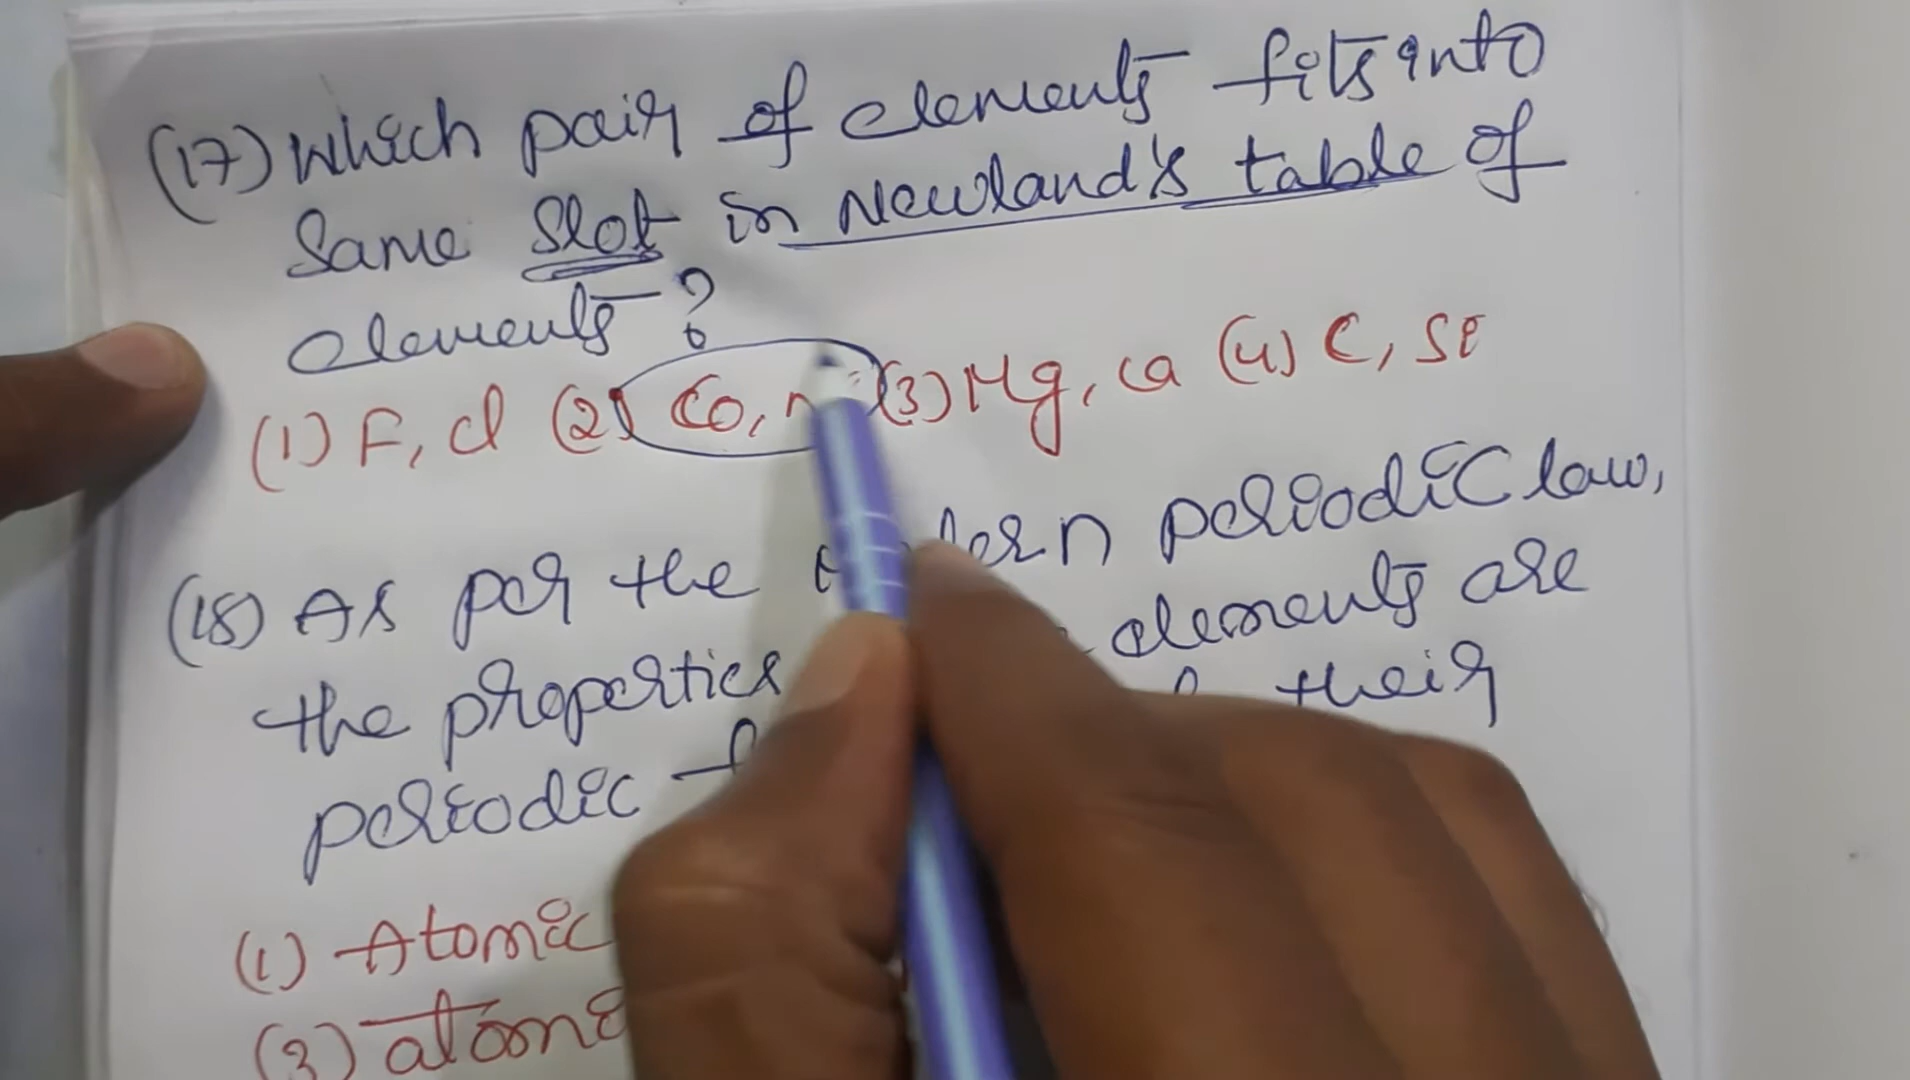 (17) Which pair of elements fits into
Same Slot in Newland's table of
elements?
(1) F, cl (2) Co, (3) Mg, ca (4) C, Si
(18) As per the periodic law,
the properties elements are
periodic their
(1) Atomic
(3)